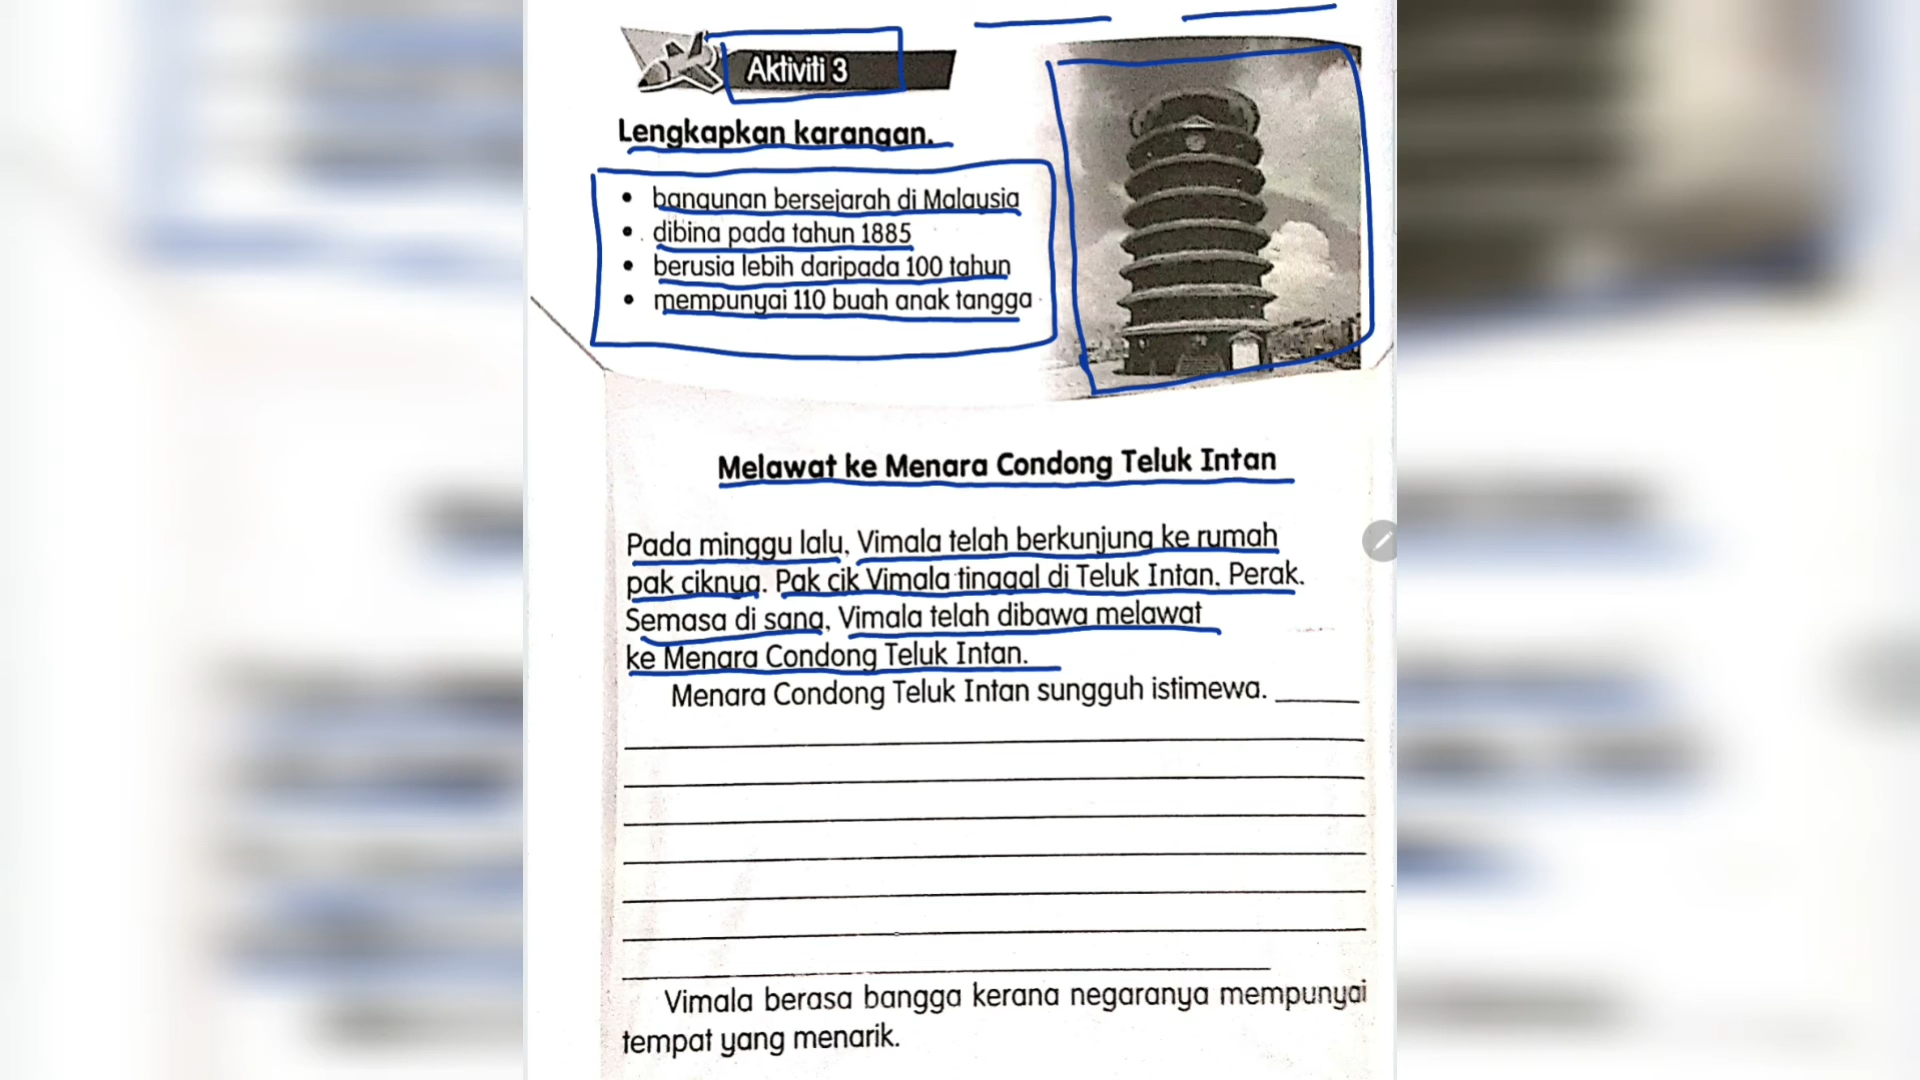 Aktiviti 3
Lengkapkan karangan.
• bangunan bersejarah di Malaysia
• dibina pada tahun 1885
• berusia lebih daripada 100 tahun
• mempunyai 110 buah anak tangga
Melawat ke Menara Condong Teluk Intan
Pada minggu lalu, Vimala telah berkunjung ke rumah
pak ciknya. Pak cik Vimala tinggal di Teluk Intan, Perak.
Semasa di sana, Vimala telah dibawa melawat
ke Menara Condong Teluk Intan.
Menara Condong Teluk Intan sungguh istimewa.
Vimala berasa bangga kerana negaranya mempunyai
tempat yang menarik.